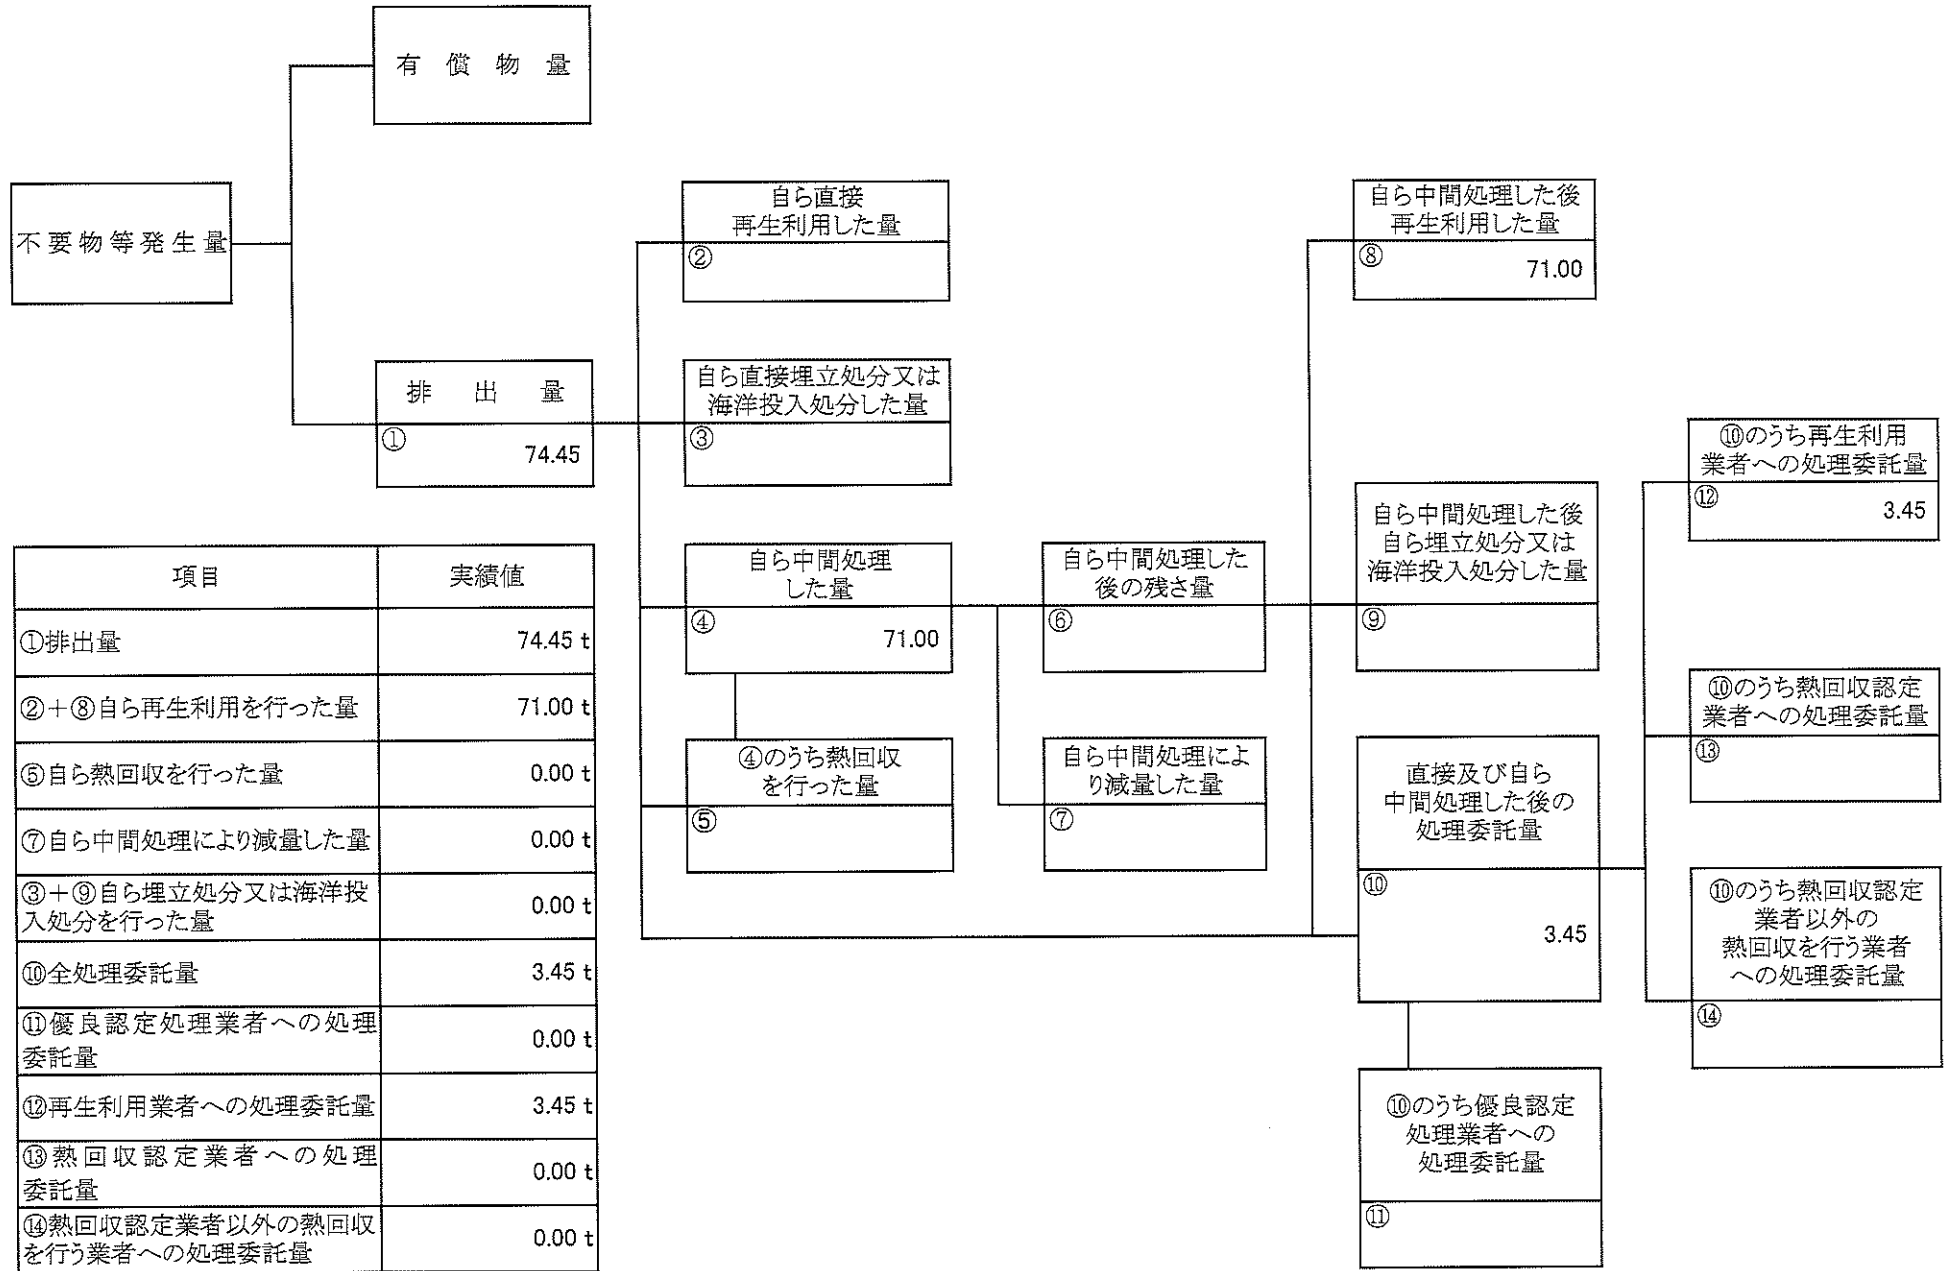 有償物量
不要物等発生量
排出量
①
74.45
自ら直接
再生利用した量
②
自ら直接埋立処分又は
海洋投入処分した量
③
自ら中間処理
した量
④
71.00
④のうち熱回収
を行った量
⑤
自ら中間処理した
後の残さ量
⑥
自ら中間処理によ
り減量した量
⑦
自ら中間処理した後
再生利用した量
⑧
71.00
自ら中間処理した後
自ら埋立処分又は
海洋投入処分した量
⑨
直接及び自ら
中間処理した後の
処理委託量
⑩
3.45
⑩のうち優良認定
処理業者への
処理委託量
⑪
⑩のうち再生利用
業者への処理委託量
⑫
3.45
⑩のうち熱回収認定
業者への処理委託量
⑬
⑩のうち熱回収認定
業者以外の
熱回収を行う業者
への処理委託量
⑭
項目 実績値
①排出量 74.45 t
②+⑧自ら再生利用を行った量 71.00 t
⑤自ら熱回収を行った量 0.00 t
⑦自ら中間処理により減量した量 0.00 t
③+⑨自ら埋立処分又は海洋投
入処分を行った量 0.00 t
⑩全処理委託量 3.45 t
⑪優良認定処理業者への処理
委託量 0.00 t
⑫再生利用業者への処理委託量 3.45 t
⑬熱回収認定業者への処理
委託量 0.00 t
⑭熱回収認定業者以外の熱回収
を行う業者への処理委託量 0.00 t